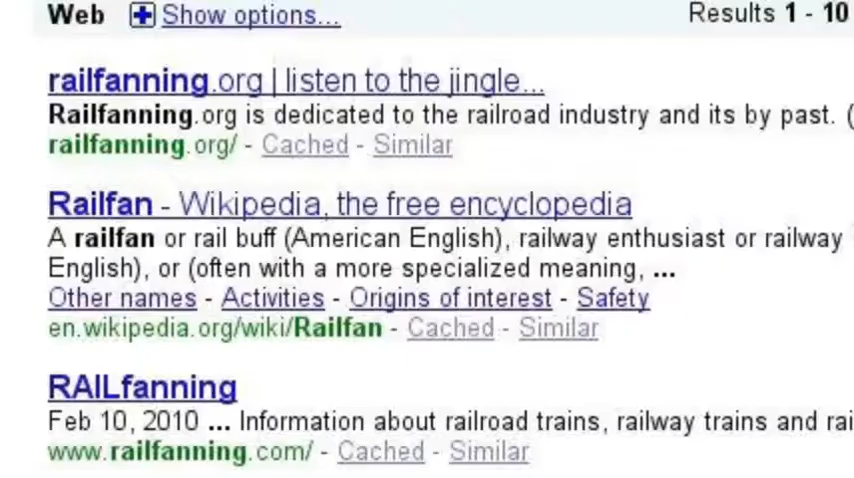 Web + Show options... Results 1 - 10
railfanning.org | listen to the jingle...
Railfanning.org is dedicated to the railroad industry and its by past. (
railfanning.org/ - Cached - Similar
Railfan - Wikipedia, the free encyclopedia
A railfan or rail buff (American English), railway enthusiast or railway
English), or (often with a more specialized meaning, ...
Other names - Activities - Origins of interest - Safety
en.wikipedia.org/wiki/Railfan - Cached - Similar
RAILfanning
Feb 10, 2010 ... Information about railroad trains, railway trains and rai
www.railfanning.com/ - Cached - Similar